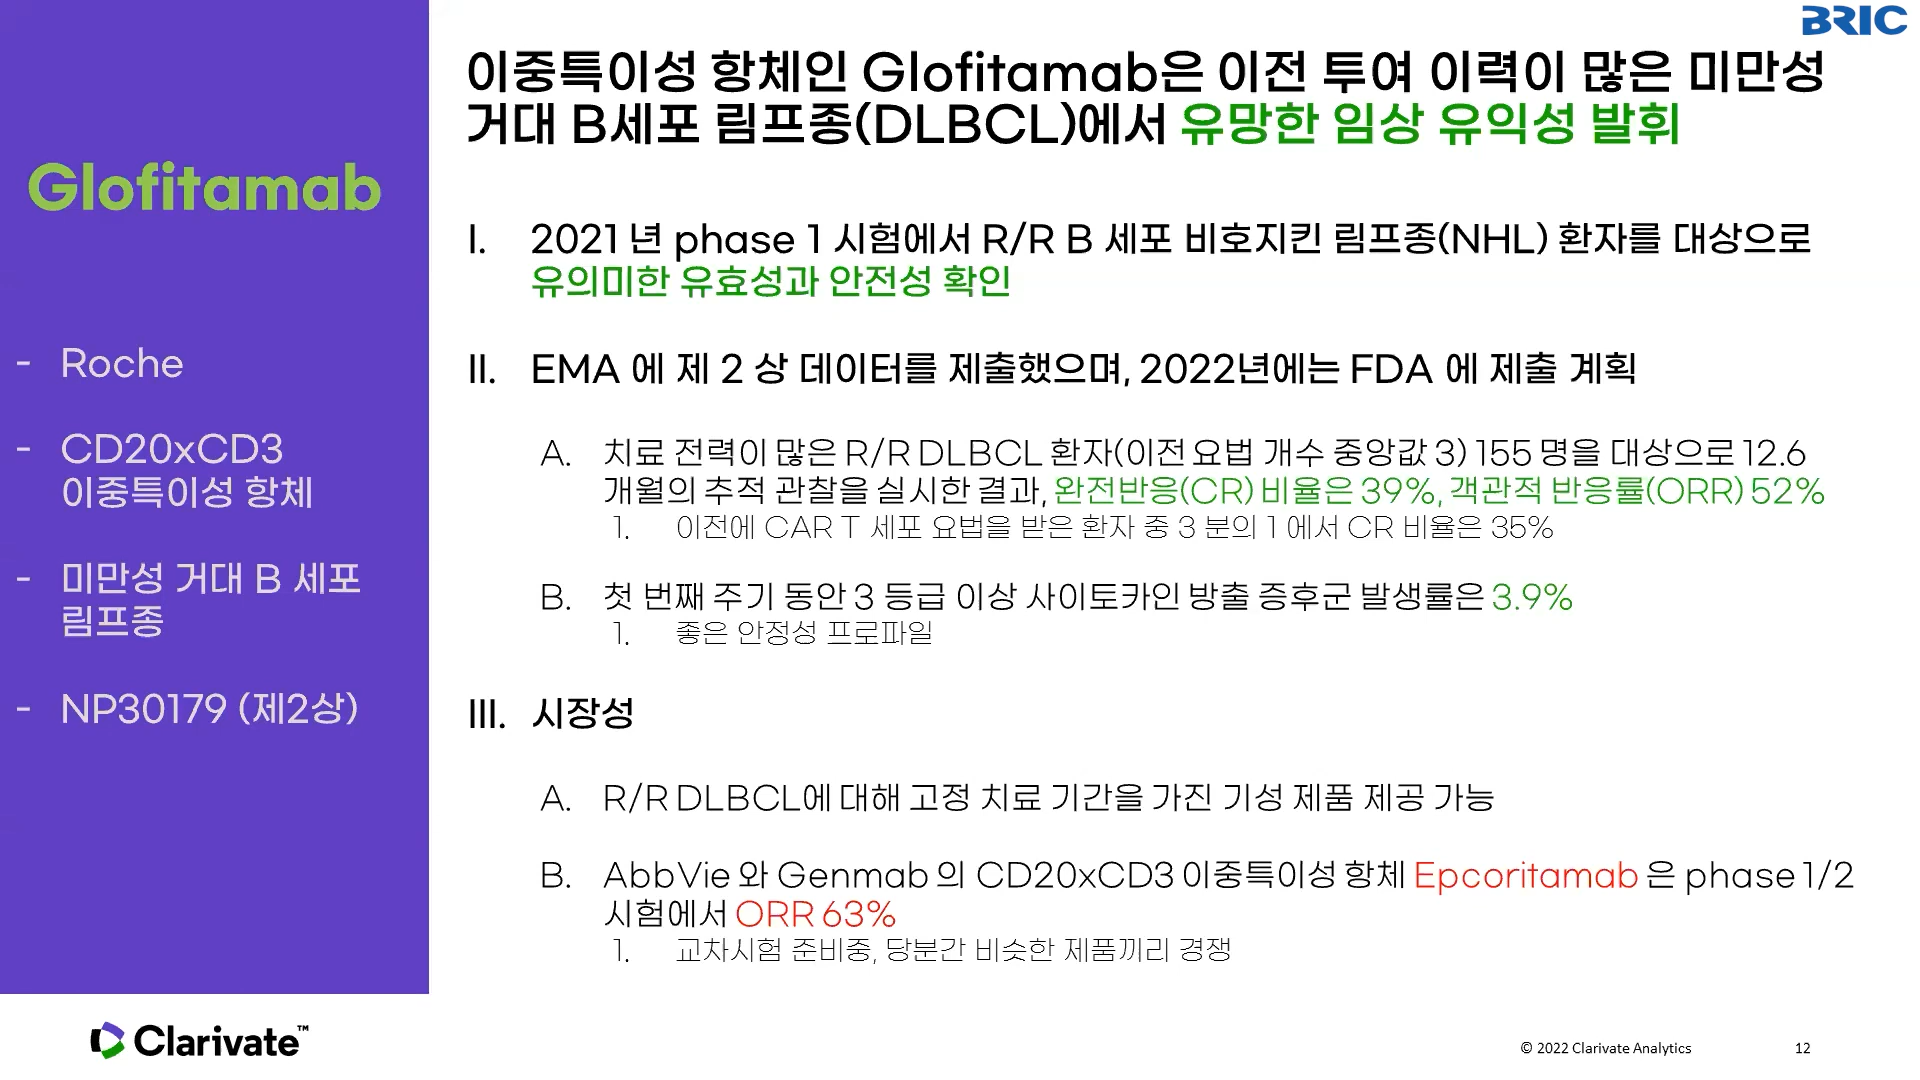 BRIC
Glofitamab
- Roche
- CD20xCD3
이중특이성 항체
- 미만성 거대 B 세포
림프종
- NP30179 (제2상)
이중특이성 항체인 Glofitamab은 이전 투여 이력이 많은 미만성
거대 B세포 림프종(DLBCL)에서 유망한 임상 유익성 발휘
I. 2021 년 phase 1 시험에서 R/R B 세포 비호지킨 림프종(NHL) 환자를 대상으로
유의미한 유효성과 안전성 확인
II. EMA 에 제 2 상 데이터를 제출했으며, 2022년에는 FDA 에 제출 계획
A. 치료 전력이 많은 R/R DLBCL 환자(이전 요법 개수 중앙값 3) 155 명을 대상으로 12.6
개월의 추적 관찰을 실시한 결과, 완전반응(CR) 비율은 39%, 객관적 반응률(ORR) 52%
1. 이전에 CAR T 세포 요법을 받은 환자 중 3 분의 1 에서 CR 비율은 35%
B. 첫 번째 주기 동안 3 등급 이상 사이토카인 방출 증후군 발생률은 3.9%
1. 좋은 안정성 프로파일
III. 시장성
A. R/R DLBCL에 대해 고정 치료 기간을 가진 기성 제품 제공 가능
B. AbbVie 와 Genmab 의 CD20xCD3 이중특이성 항체 Epcoritamab 은 phase 1/2
시험에서 ORR 63%
1. 교차시험 준비중, 당분간 비슷한 제품끼리 경쟁
Clarivate™
© 2022 Clarivate Analytics
12